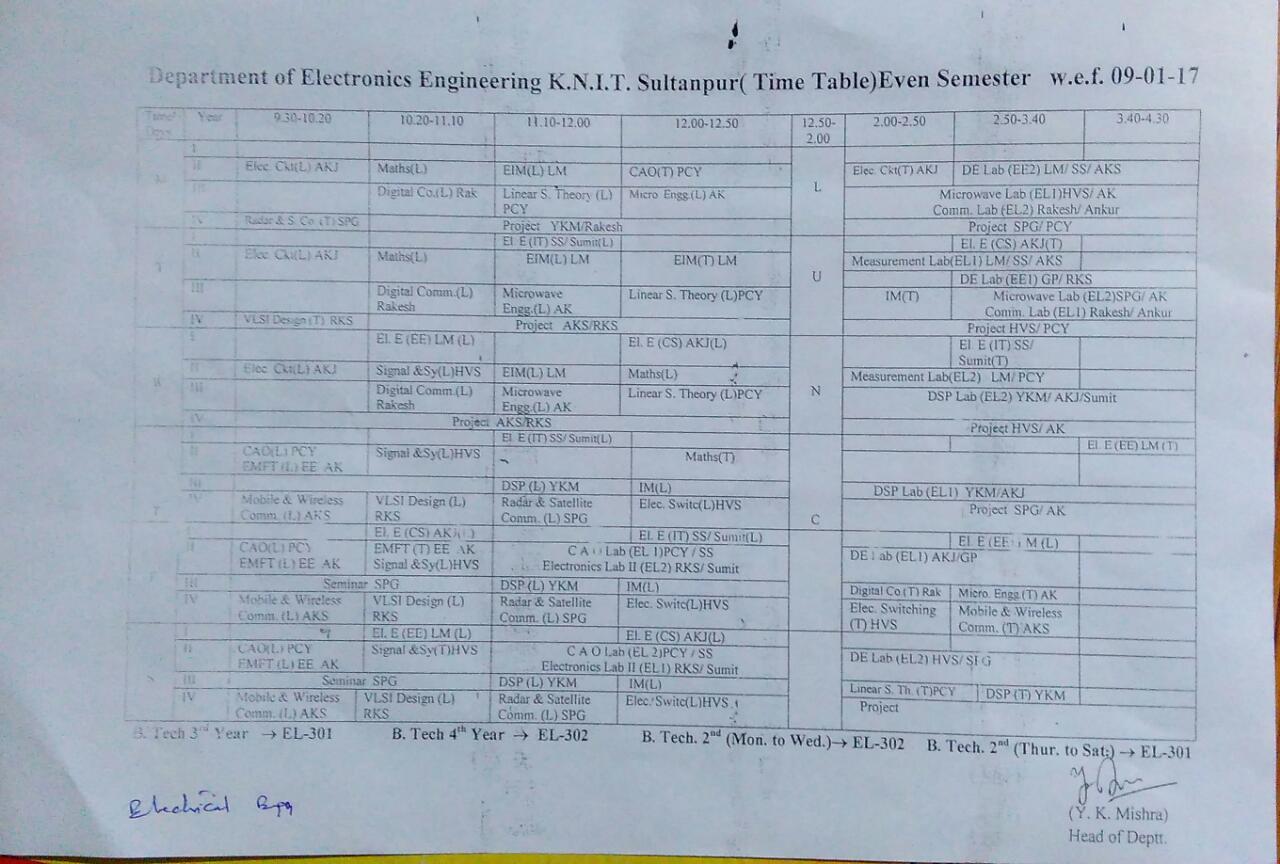 Department of Electronics Engineering K.N.I.T. Sultanpur( Time Table)Even Semester w.e.f. 09-01-17
Time/ Year 9.30-10.20 10.20-11.10 11.10-12.00 12.00-12.50 12.50- 2.00-2.50 2.50-3.40 3.40-4.30
Days 2.00
M I
II Elec. Ckt(L) AKJ Maths(L) EIM(L) LM CAO(T) PCY L Elec. Ckt(T) AKJ DE Lab (EE2) LM/ SS/ AKS
III Digital Co.(L) Rak Linear S. Theory (L) Micro Engg.(L) AK Microwave Lab (EL1)HVS/ AK
PCY Comm. Lab (EL2) Rakesh/ Ankur
IV Radar & S. Co (T) SPG Project YKM/Rakesh Project SPG/ PCY
T I El. E (IT) SS/ Sumit(L) U El. E (CS) AKJ(T)
II Elec. Ckt(L) AKJ Maths(L) EIM(L) LM EIM(T) LM Measurement Lab(EL1) LM/ SS/ AKS
DE Lab (EE1) GP/ RKS
III Digital Comm.(L) Microwave Linear S. Theory (L)PCY IM(T) Microwave Lab (EL2)SPG/ AK
Rakesh Engg.(L) AK Comm. Lab (EL1) Rakesh/ Ankur
IV VLSI Design (T) RKS Project AKS/RKS Project HVS/ PCY
W I El. E (EE) LM (L) El. E (CS) AKJ(L) N El. E (IT) SS/
Sumit(T)
II Elec. Ckt(L) AKJ Signal &Sy(L)HVS EIM(L) LM Maths(L) Measurement Lab(EL2) LM/ PCY
III Digital Comm.(L) Microwave Linear S. Theory (L)PCY DSP Lab (EL2) YKM/ AKJ/Sumit
Rakesh Engg.(L) AK
IV Project AKS/RKS Project HVS/ AK
T I El. E (IT) SS/ Sumit(L) C El. E (EE) LM (T)
II CAO(L) PCY Signal &Sy(L)HVS Maths(T)
EMFT (L) EE AK
III DSP (L) YKM IM(L) DSP Lab (EL1) YKM/AKJ
IV Mobile & Wireless VLSI Design (L) Radar & Satellite Elec. Switc(L)HVS Project SPG/ AK
Comm. (L) AKS RKS Comm. (L) SPG
F I El. E (CS) AKJ(L) El. E (IT) SS/ Sumit(L) El. E (EE) LM (L)
II CAO(L) PCY EMFT (T) EE AK C A O Lab (EL 1)PCY / SS DE Lab (EL1) AKJ/GP
EMFT (L) EE AK Signal &Sy(L)HVS Electronics Lab II (EL2) RKS/ Sumit
III Seminar SPG DSP (L) YKM IM(L) Digital Co (T) Rak Micro. Engg (T) AK
IV Mobile & Wireless VLSI Design (L) Radar & Satellite Elec. Switc(L)HVS Elec. Switching Mobile & Wireless
Comm. (L) AKS RKS Comm. (L) SPG (T) HVS Comm. (T) AKS
S I El. E (EE) LM (L) El. E (CS) AKJ(L)
II CAO(L) PCY Signal &Sy(T)HVS C A O Lab (EL 2)PCY / SS DE Lab (EL2) HVS/ SPG
EMFT (L) EE AK Electronics Lab II (EL1) RKS/ Sumit
III Seminar SPG DSP (L) YKM IM(L) Linear S. Th. (T)PCY DSP (T) YKM
IV Mobile & Wireless VLSI Design (L) Radar & Satellite Elec. Switc(L)HVS Project
Comm. (L) AKS RKS Comm. (L) SPG
B. Tech 3rd Year → EL-301 B. Tech 4th Year → EL-302 B. Tech. 2nd (Mon. to Wed.)→ EL-302 B. Tech. 2nd (Thur. to Sat.) → EL-301
Electrical Engg
(Y. K. Mishra)
Head of Deptt.